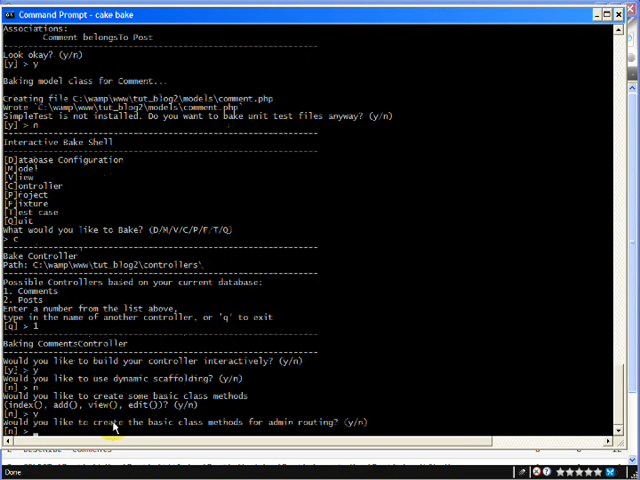 Command Prompt - cake bake
Associations:
Comment belongsTo Post
Look okay? (y/n)
[y] > y
Baking model class for Comment...
Creating file C:\wamp\www\tut_blog2\models\comment.php
Wrote `C:\wamp\www\tut_blog2\models\comment.php`
SimpleTest is not installed. Do you want to bake unit test files anyway? (y/n)
[y] > n
Interactive Bake Shell
[D]atabase Configuration
[M]odel
[V]iew
[C]ontroller
[P]roject
[F]ixture
[T]est case
[Q]uit
What would you like to Bake? (D/M/V/C/P/F/T/Q)
> c
Bake Controller
Path: C:\wamp\www\tut_blog2\controllers\
Possible Controllers based on your current database:
1. Comments
2. Posts
Enter a number from the list above,
type in the name of another controller, or 'q' to exit
[q] > 1
Baking CommentsController
Would you like to build your controller interactively? (y/n)
[y] > y
Would you like to use dynamic scaffolding? (y/n)
[n] > n
Would you like to create some basic class methods
(index(), add(), view(), edit())? (y/n)
[n] > y
Would you like to create the basic class methods for admin routing? (y/n)
[n] >
Done